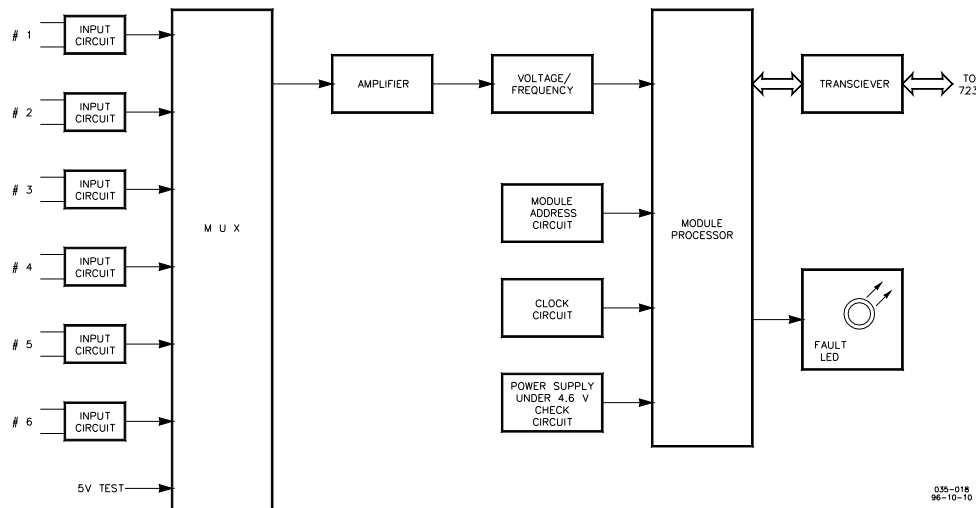 # 1
INPUT
CIRCUIT
# 2
INPUT
CIRCUIT
# 3
INPUT
CIRCUIT
# 4
INPUT
CIRCUIT
# 5
INPUT
CIRCUIT
# 6
INPUT
CIRCUIT
5V TEST
M U X
AMPLIFIER
VOLTAGE/
FREQUENCY
MODULE
ADDRESS
CIRCUIT
CLOCK
CIRCUIT
POWER SUPPLY
UNDER 4.6 V
CHECK
CIRCUIT
MODULE
PROCESSOR
TRANSCIEVER
TO
723
FAULT
LED
035-018
96-10-10